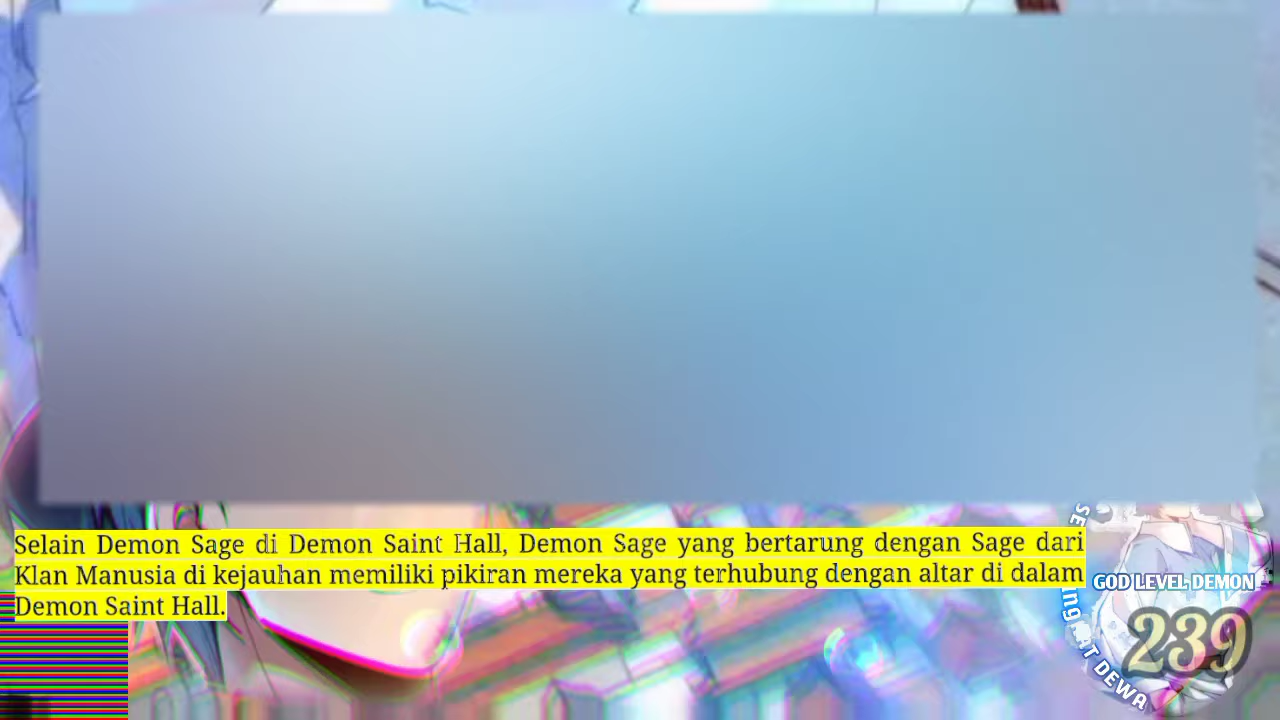 Selain Demon Sage di Demon Saint Hall, Demon Sage yang bertarung dengan Sage dari
Klan Manusia di kejauhan memiliki pikiran mereka yang terhubung dengan altar di dalam
Demon Saint Hall.
GOD LEVEL DEMON
239
DEWA